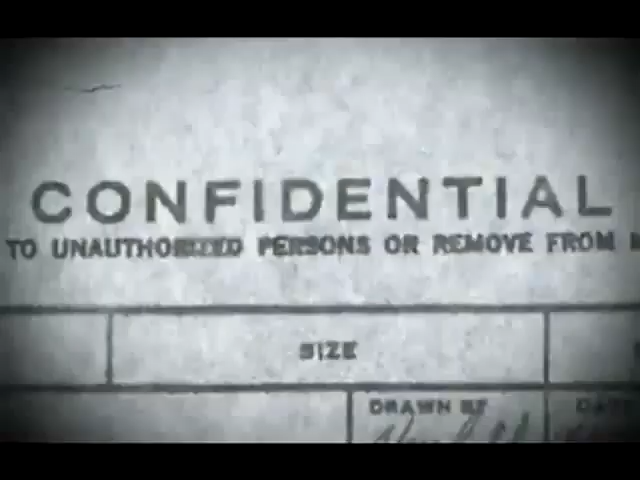 CONFIDENTIAL
TO UNAUTHORIZED PERSONS OR REMOVE FROM
SIZE
DRAWN BY